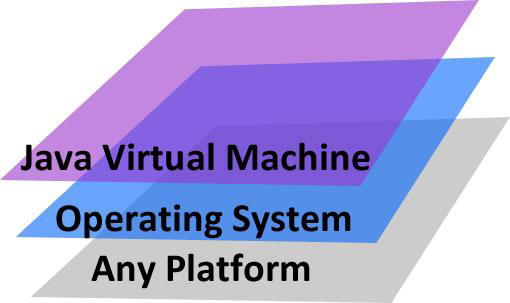 Java Virtual Machine
Operating System
Any Platform